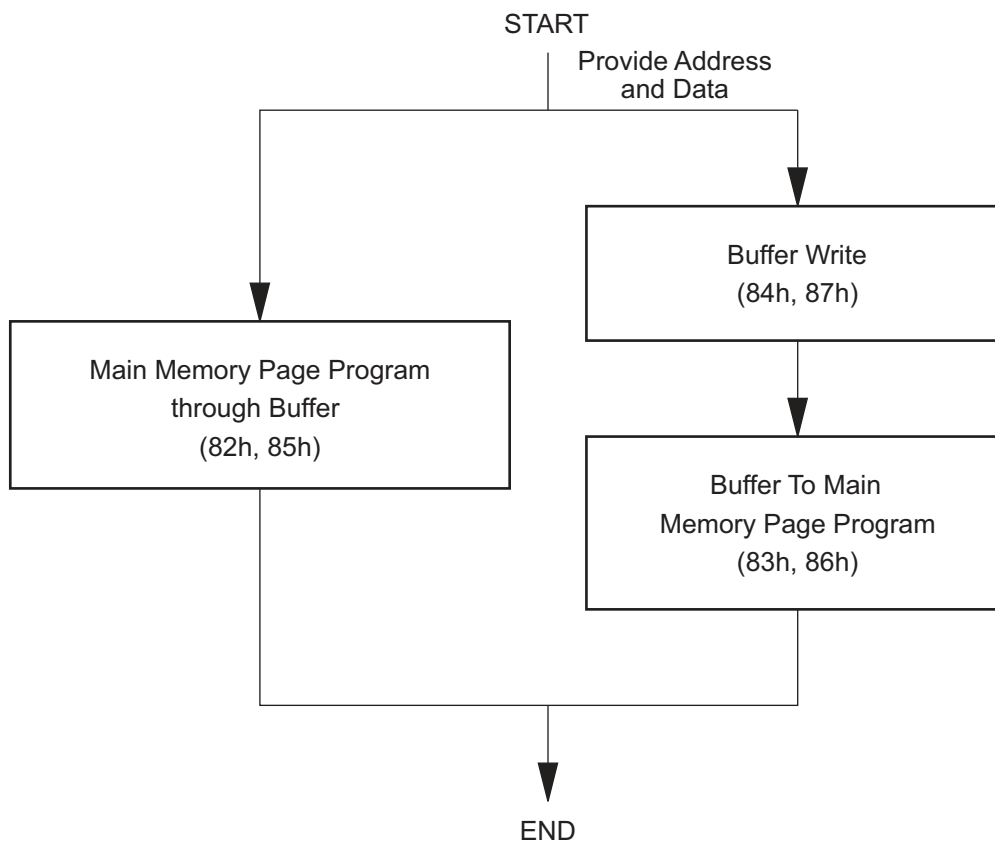 START
Provide Address
and Data
Buffer Write
(84h, 87h)
Main Memory Page Program
through Buffer
(82h, 85h)
Buffer To Main
Memory Page Program
(83h, 86h)
END